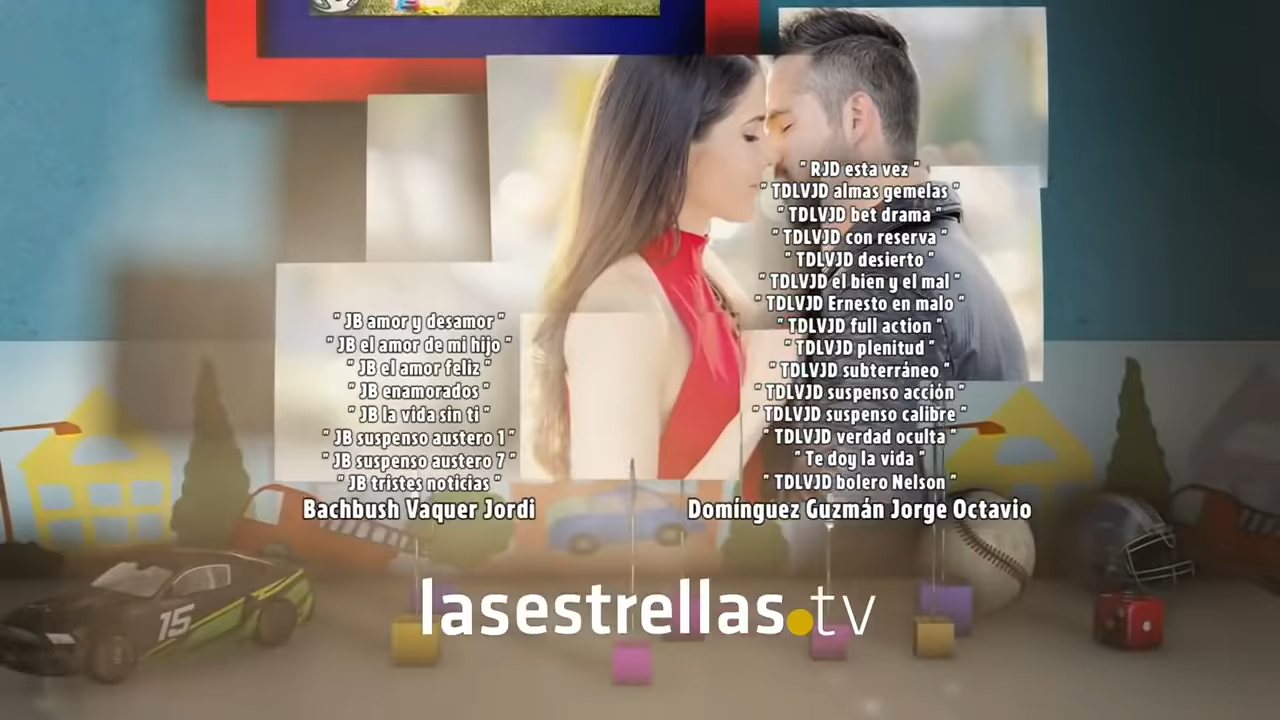 " JB amor y desamor "
" JB el amor de mi hijo "
" JB el amor feliz "
" JB enamorados "
" JB la vida sin ti "
" JB suspenso austero 1 "
" JB suspenso austero 7 "
" JB tristes noticias "
Bachbush Vaquer Jordi
" RJD esta vez "
" TDLVJD almas gemelas "
" TDLVJD bet drama "
" TDLVJD con reserva "
" TDLVJD desierto "
" TDLVJD el bien y el mal "
" TDLVJD Ernesto en malo "
" TDLVJD full action "
" TDLVJD plenitud "
" TDLVJD subterráneo "
" TDLVJD suspenso acción "
" TDLVJD suspenso calibre "
" TDLVJD verdad oculta "
" Te doy la vida "
" TDLVJD bolero Nelson "
Domínguez Guzmán Jorge Octavio
lasestrellas.tv
15